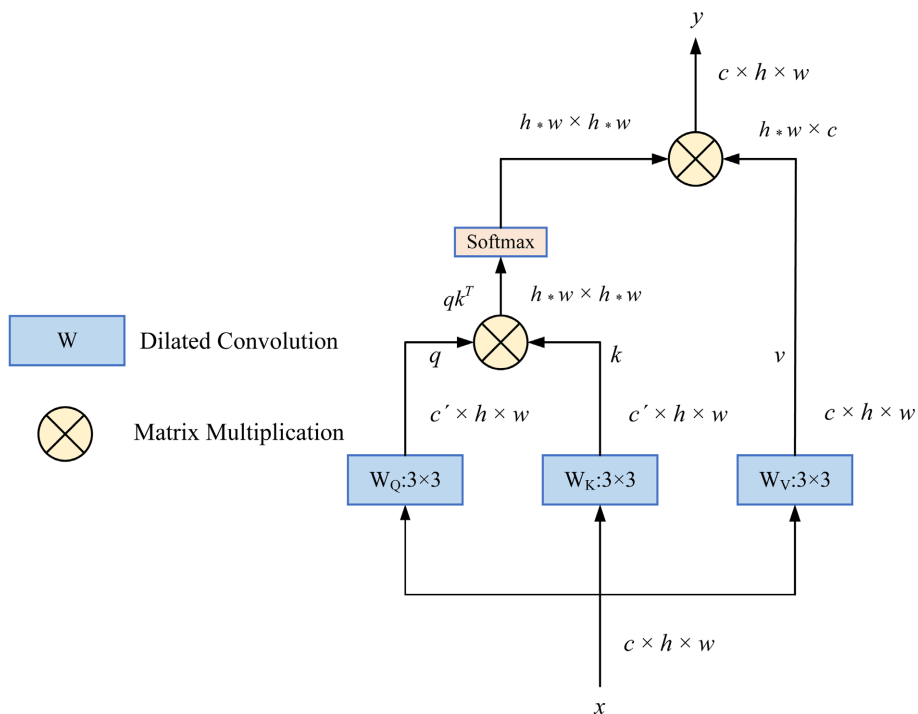 y
c × h × w
h * w × h * w
h * w × c
Softmax
qk^T
h * w × h * w
W
Dilated Convolution
q
k
v
c′ × h × w
c′ × h × w
c × h × w
Matrix Multiplication
W_Q:3×3
W_K:3×3
W_V:3×3
c × h × w
x